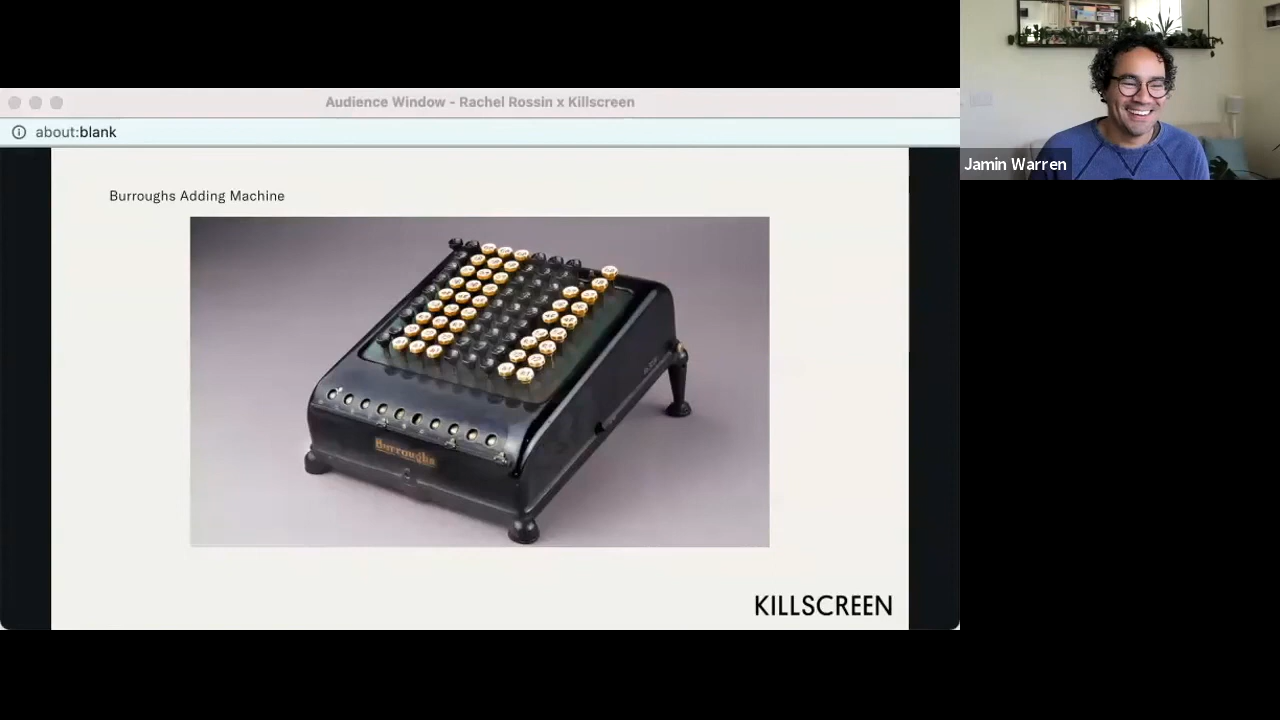 Audience Window - Rachel Rossin x Killscreen
about:blank
Jamin Warren
Burroughs Adding Machine
Burroughs
KILLSCREEN